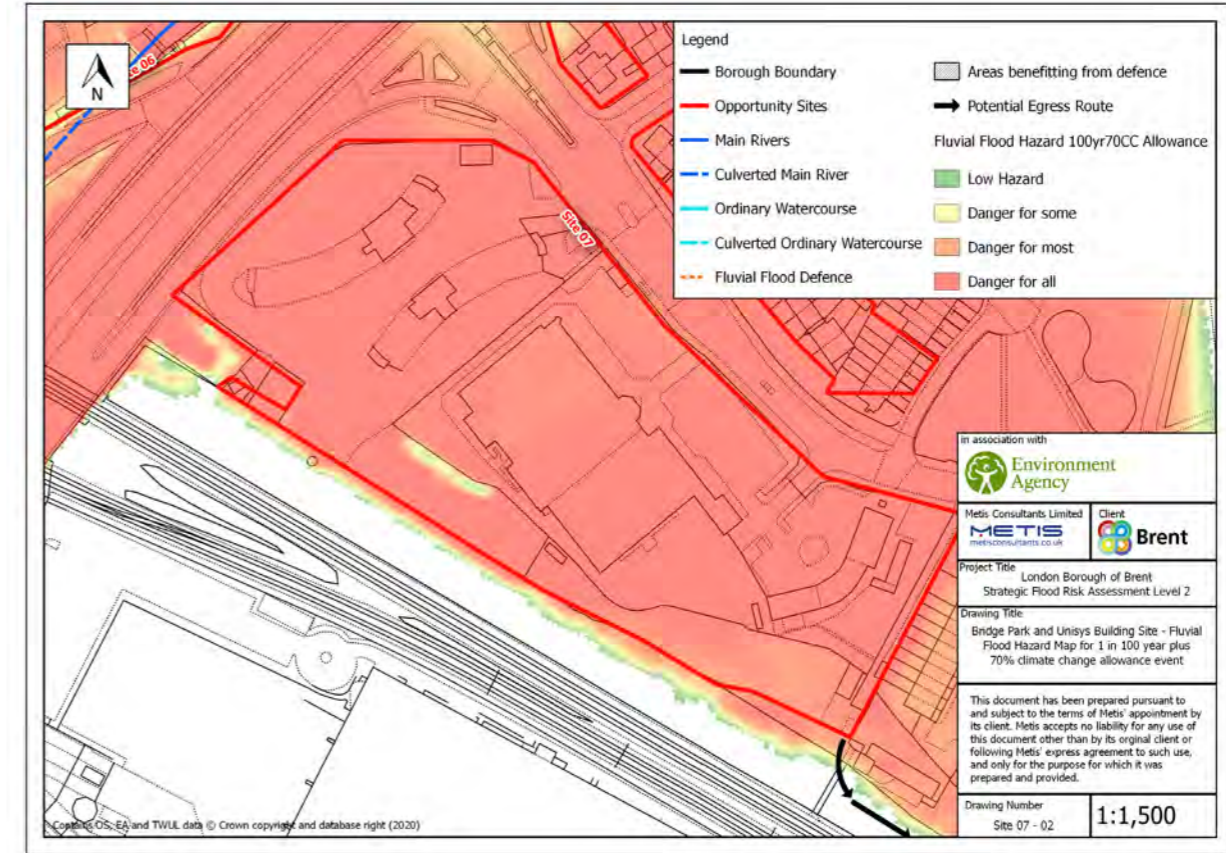 N
te 06
Site 07
Legend
Borough Boundary
Opportunity Sites
Main Rivers
Culverted Main River
Ordinary Watercourse
Culverted Ordinary Watercourse
Fluvial Flood Defence
Areas benefitting from defence
Potential Egress Route
Fluvial Flood Hazard 100yr70CC Allowance
Low Hazard
Danger for some
Danger for most
Danger for all
in association with
Environment
Agency
Metis Consultants Limited
METIS
metisconsultants.co.uk
Client
Brent
Project Title
London Borough of Brent
Strategic Flood Risk Assessment Level 2
Drawing Title
Bridge Park and Unisys Building Site - Fluvial
Flood Hazard Map for 1 in 100 year plus
70% climate change allowance event
This document has been prepared pursuant to
and subject to the terms of Metis' appointment by
its client. Metis accepts no liability for any use of
this document other than by its orginal client or
following Metis' express agreement to such use,
and only for the purpose for which it was
prepared and provided.
Drawing Number
Site 07 - 02
1:1,500
Contains OS, EA and TWUL data © Crown copyright and database right (2020)